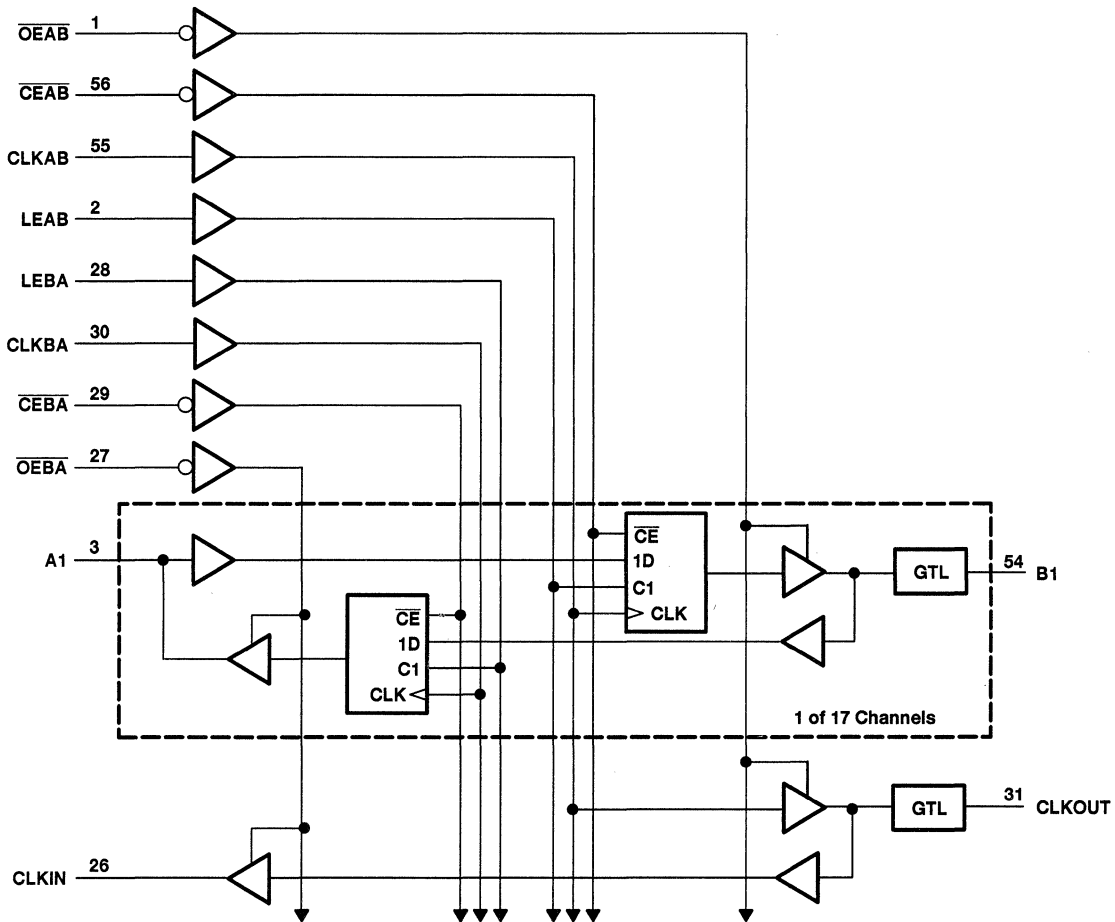 OEAB 1
CEAB 56
CLKAB 55
LEAB 2
LEBA 28
CLKBA 30
CEBA 29
OEBA 27
A1 3
CE
1D
C1
CLK
GTL
54 B1
CE
1D
C1
CLK
1 of 17 Channels
GTL
31 CLKOUT
CLKIN 26